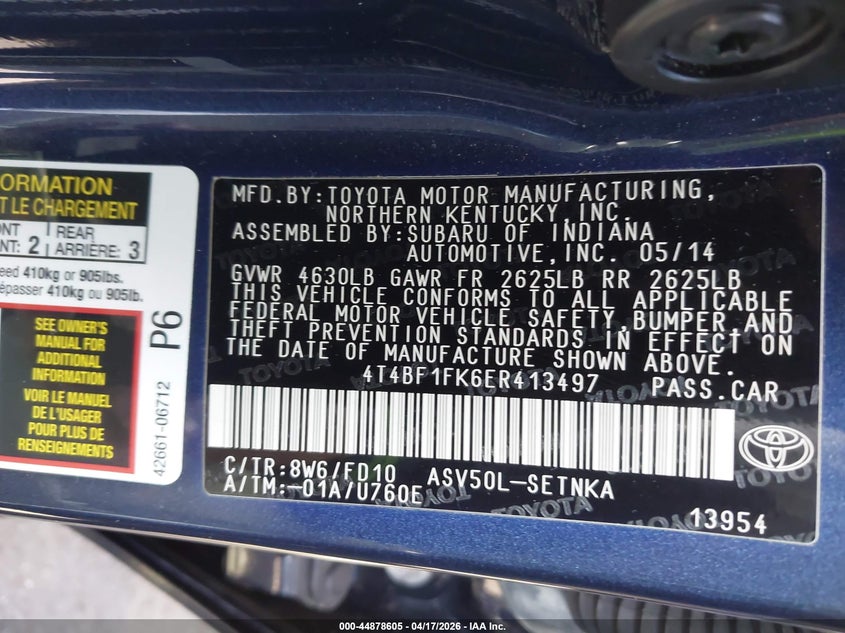 ORMATION
T LE CHARGEMENT
NT: 2
REAR
ARRIÈRE: 3
eed 410kg or 905lbs.
épasser 410kg ou 905lb.
SEE OWNER'S
MANUAL FOR
ADDITIONAL
INFORMATION
VOIR LE MANUEL
DE L'USAGER
POUR PLUS DE
RENSEIGNEMENTS
P6
42661-06712
MFD.BY:TOYOTA MOTOR MANUFACTURING,
NORTHERN KENTUCKY,INC.
ASSEMBLED BY:SUBARU OF INDIANA
AUTOMOTIVE,INC. 05/14
GVWR 4630LB GAWR FR 2625LB RR 2625LB
THIS VEHICLE CONFORMS TO ALL APPLICABLE
FEDERAL MOTOR VEHICLE SAFETY,BUMPER,AND
THEFT PREVENTION STANDARDS IN EFFECT ON
THE DATE OF MANUFACTURE SHOWN ABOVE.
4T4BF1FK6ER413497 PASS.CAR
C/TR:8W6/FD10 ASV50L-SETNKA
A/TM:-01A/U760E
13954
000-44878605 - 04/17/2026 - IAA Inc.